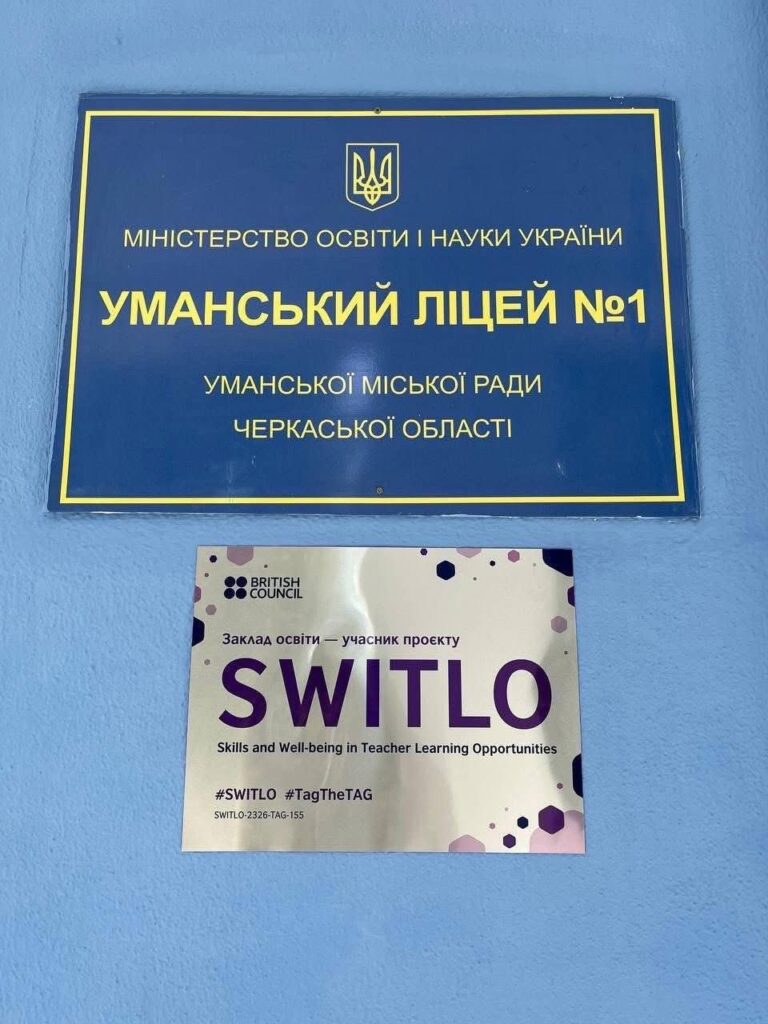 МІНІСТЕРСТВО ОСВІТИ І НАУКИ УКРАЇНИ
УМАНСЬКИЙ ЛІЦЕЙ №1
УМАНСЬКОЇ МІСЬКОЇ РАДИ
ЧЕРКАСЬКОЇ ОБЛАСТІ
BRITISH
COUNCIL
Заклад освіти — учасник проєкту
SWITLO
Skills and Well-being in Teacher Learning Opportunities
#SWITLO #TagTheTAG
SWITLO-2326-TAG-155